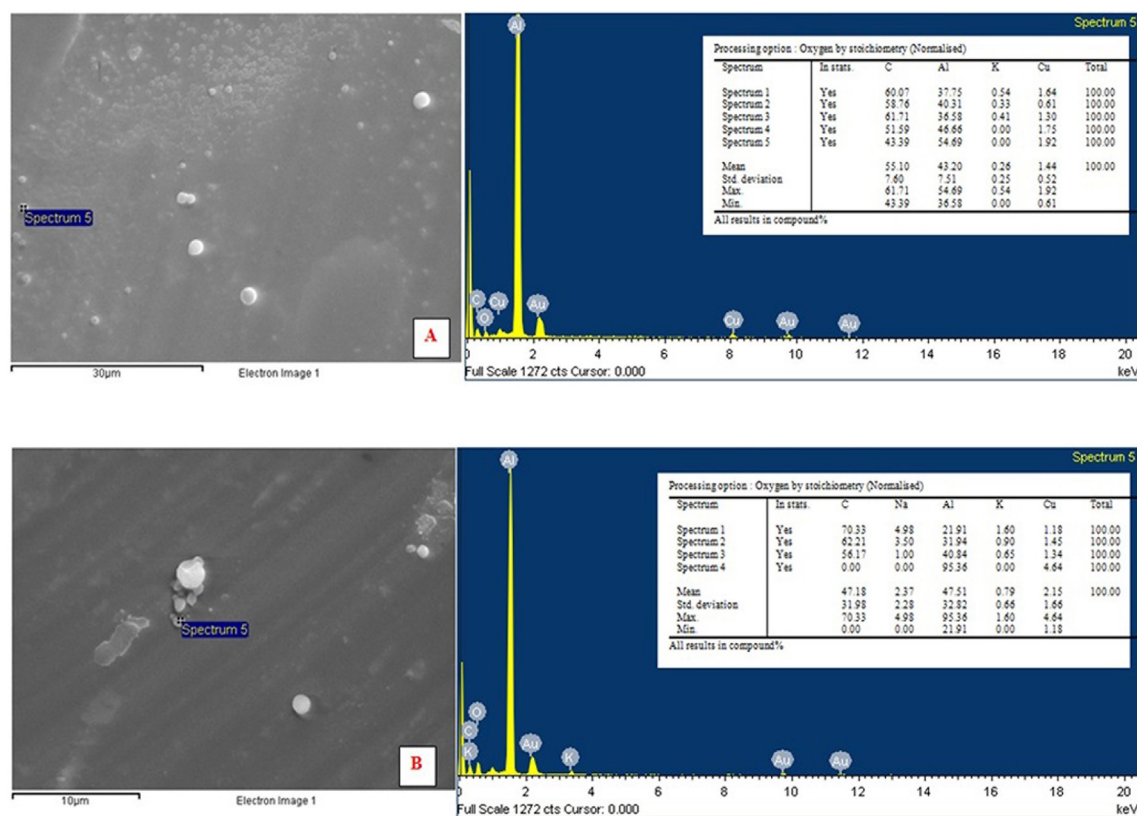 Spectrum 5
A
30μm
Electron Image 1
Spectrum 5
Al
C
O
Cu
Au
Cu
Au
Au
0 2 4 6 8 10 12 14 16 18 20
keV
Full Scale 1272 cts Cursor: 0.000
Processing option : Oxygen by stoichiometry (Normalised)
Spectrum In stats. C Al K Cu Total
Spectrum 1 Yes 60.07 37.75 0.54 1.64 100.00
Spectrum 2 Yes 58.76 40.31 0.33 0.61 100.00
Spectrum 3 Yes 61.71 36.58 0.41 1.30 100.00
Spectrum 4 Yes 51.59 46.66 0.00 1.75 100.00
Spectrum 5 Yes 43.39 54.69 0.00 1.92 100.00
Mean 55.10 43.20 0.26 1.44 100.00
Std. deviation 7.60 7.51 0.25 0.52
Max. 61.71 54.69 0.54 1.92
Min. 43.39 36.58 0.00 0.61
All results in compound%
Spectrum 5
B
10μm
Electron Image 1
Spectrum 5
Al
O
C
K
Au
K
Au
Au
0 2 4 6 8 10 12 14 16 18 20
keV
Full Scale 1272 cts Cursor: 0.000
Processing option : Oxygen by stoichiometry (Normalised)
Spectrum In stats. C Na Al K Cu Total
Spectrum 1 Yes 70.33 4.98 21.91 1.60 1.18 100.00
Spectrum 2 Yes 62.21 3.50 31.94 0.90 1.45 100.00
Spectrum 3 Yes 56.17 1.00 40.84 0.65 1.34 100.00
Spectrum 4 Yes 0.00 0.00 95.36 0.00 4.64 100.00
Mean 47.18 2.37 47.51 0.79 2.15 100.00
Std. deviation 31.98 2.28 32.82 0.66 1.66
Max. 70.33 4.98 95.36 1.60 4.64
Min. 0.00 0.00 21.91 0.00 1.18
All results in compound%